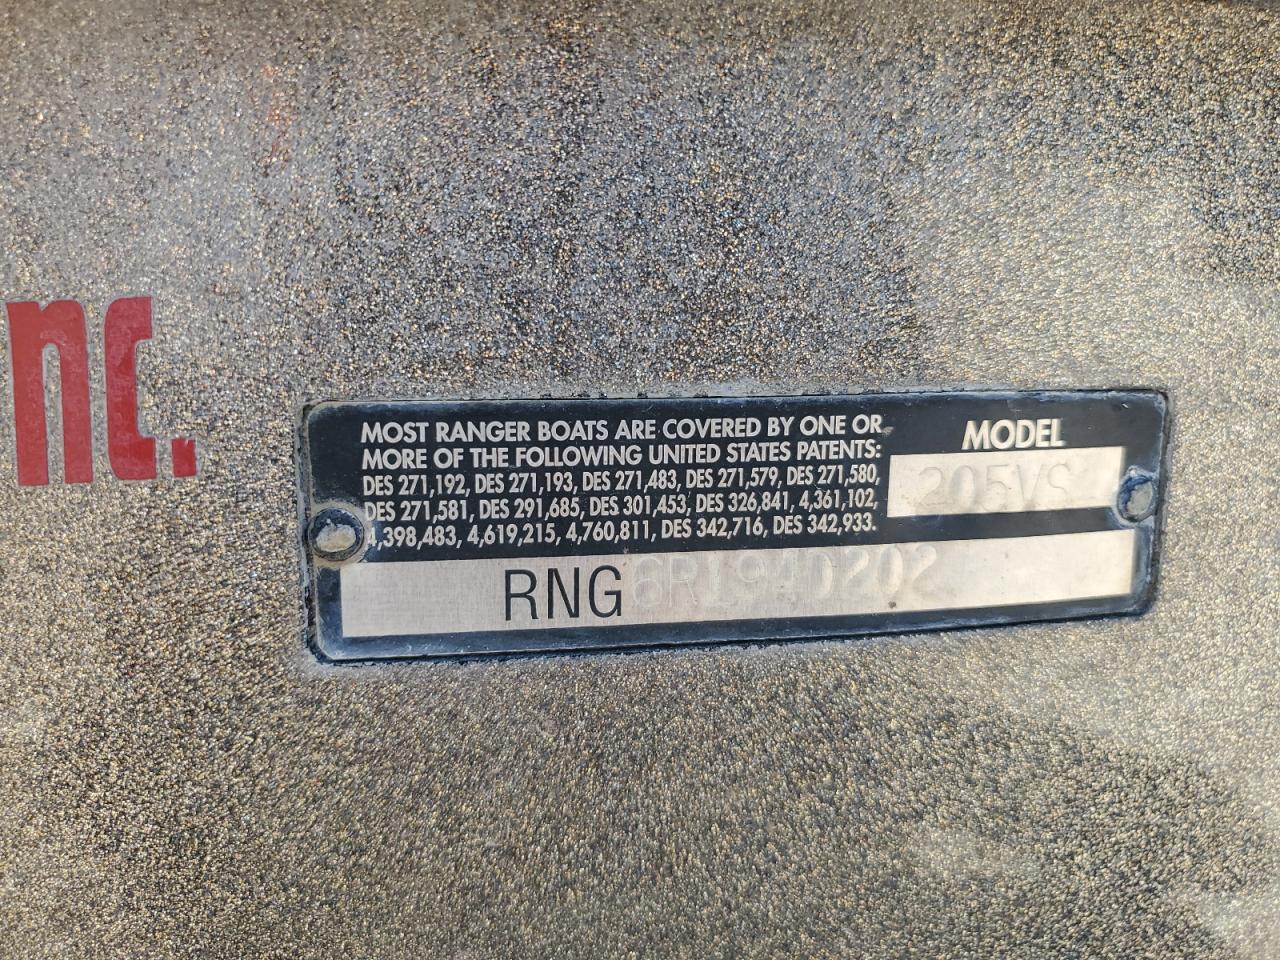 nc.
MOST RANGER BOATS ARE COVERED BY ONE OR
MORE OF THE FOLLOWING UNITED STATES PATENTS:
DES 271,192, DES 271,193, DES 271,483, DES 271,579, DES 271,580,
DES 271,581, DES 291,685, DES 301,453, DES 326,841, 4,361,102,
4,398,483, 4,619,215, 4,760,811, DES 342,716, DES 342,933.
MODEL
205VS
RNG6R194D202